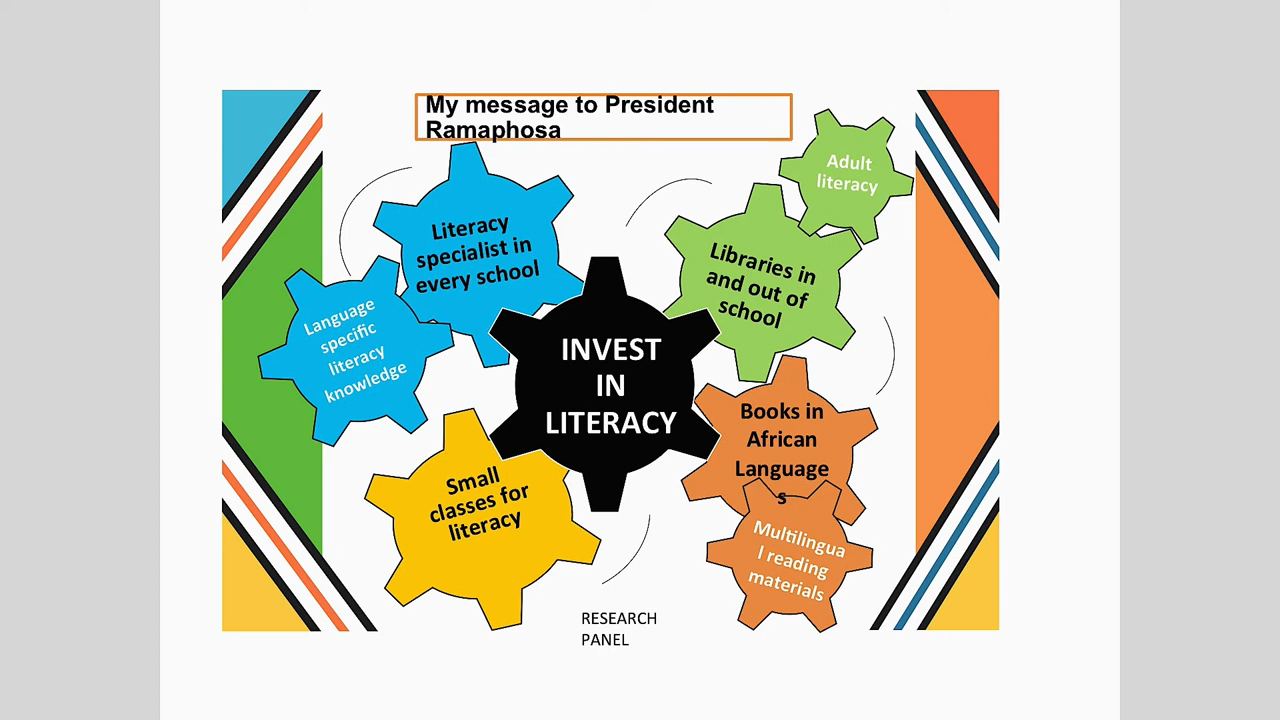 My message to President
Ramaphosa
Adult
literacy
Literacy
specialist in
every school
Libraries in
and out of
school
Language
specific
literacy
knowledge
INVEST
IN
LITERACY
Books in
African
Language
s
Small
classes for
literacy
Multilingua
l reading
materials
RESEARCH
PANEL